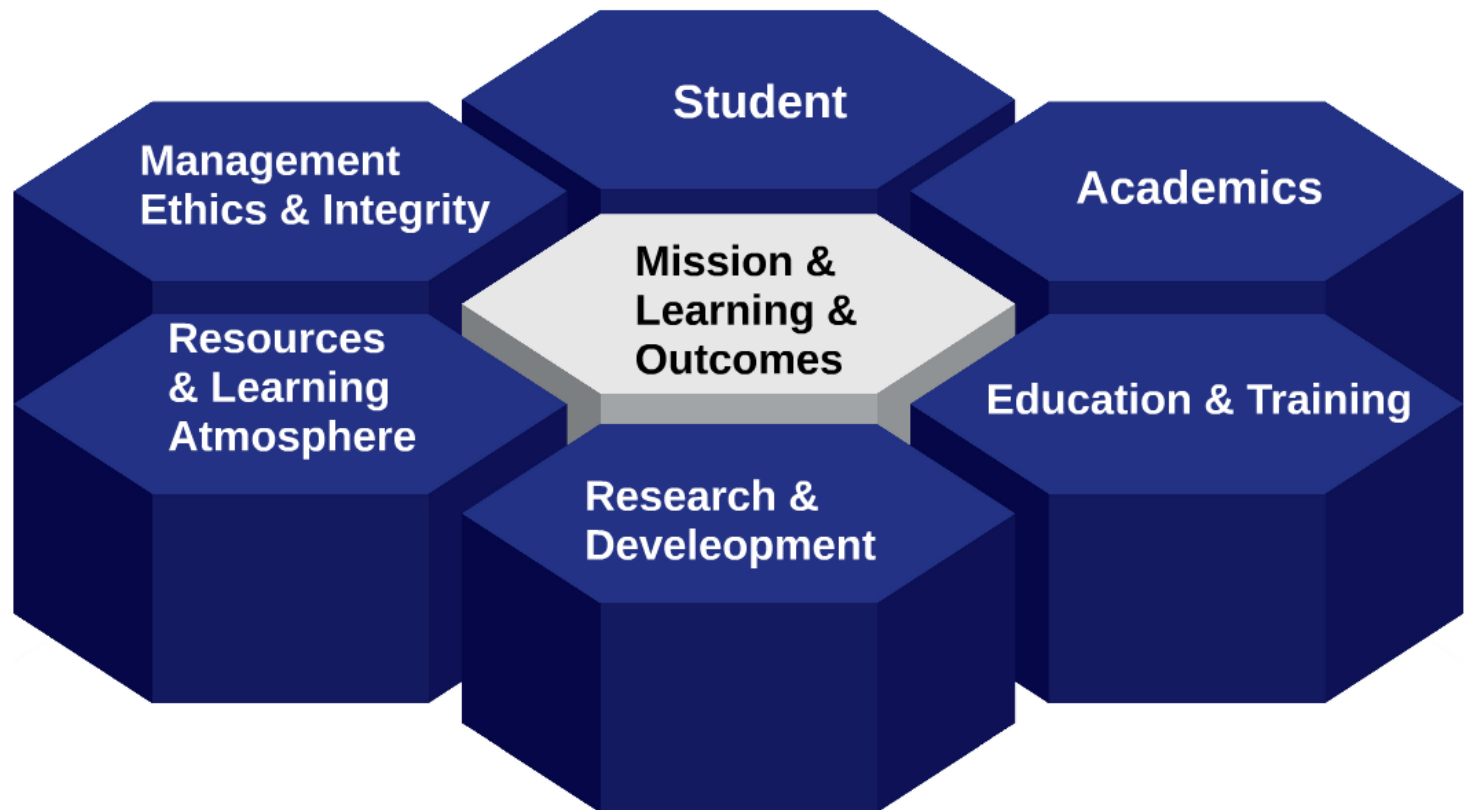 Student
Management
Ethics & Integrity
Academics
Mission &
Learning &
Outcomes
Resources
& Learning
Atmosphere
Education & Training
Research &
Develeopment